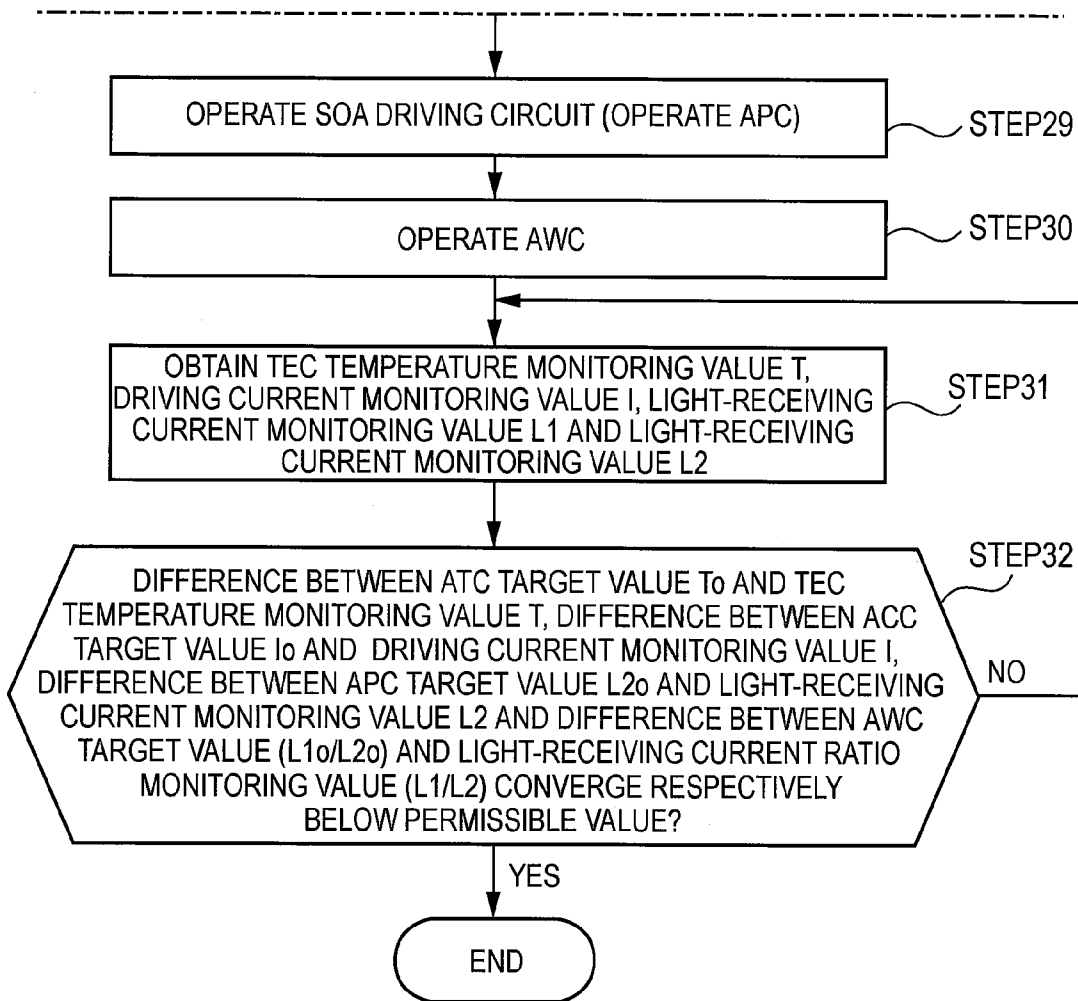 OPERATE SOA DRIVING CIRCUIT (OPERATE APC)
STEP29
OPERATE AWC
STEP30
OBTAIN TEC TEMPERATURE MONITORING VALUE T,
DRIVING CURRENT MONITORING VALUE I, LIGHT-RECEIVING
CURRENT MONITORING VALUE L1 AND LIGHT-RECEIVING
CURRENT MONITORING VALUE L2
STEP31
DIFFERENCE BETWEEN ATC TARGET VALUE To AND TEC
TEMPERATURE MONITORING VALUE T, DIFFERENCE BETWEEN ACC
TARGET VALUE Io AND DRIVING CURRENT MONITORING VALUE I,
DIFFERENCE BETWEEN APC TARGET VALUE L2o AND LIGHT-RECEIVING
CURRENT MONITORING VALUE L2 AND DIFFERENCE BETWEEN AWC
TARGET VALUE (L1o/L2o) AND LIGHT-RECEIVING CURRENT RATIO
MONITORING VALUE (L1/L2) CONVERGE RESPECTIVELY
BELOW PERMISSIBLE VALUE?
STEP32
NO
YES
END